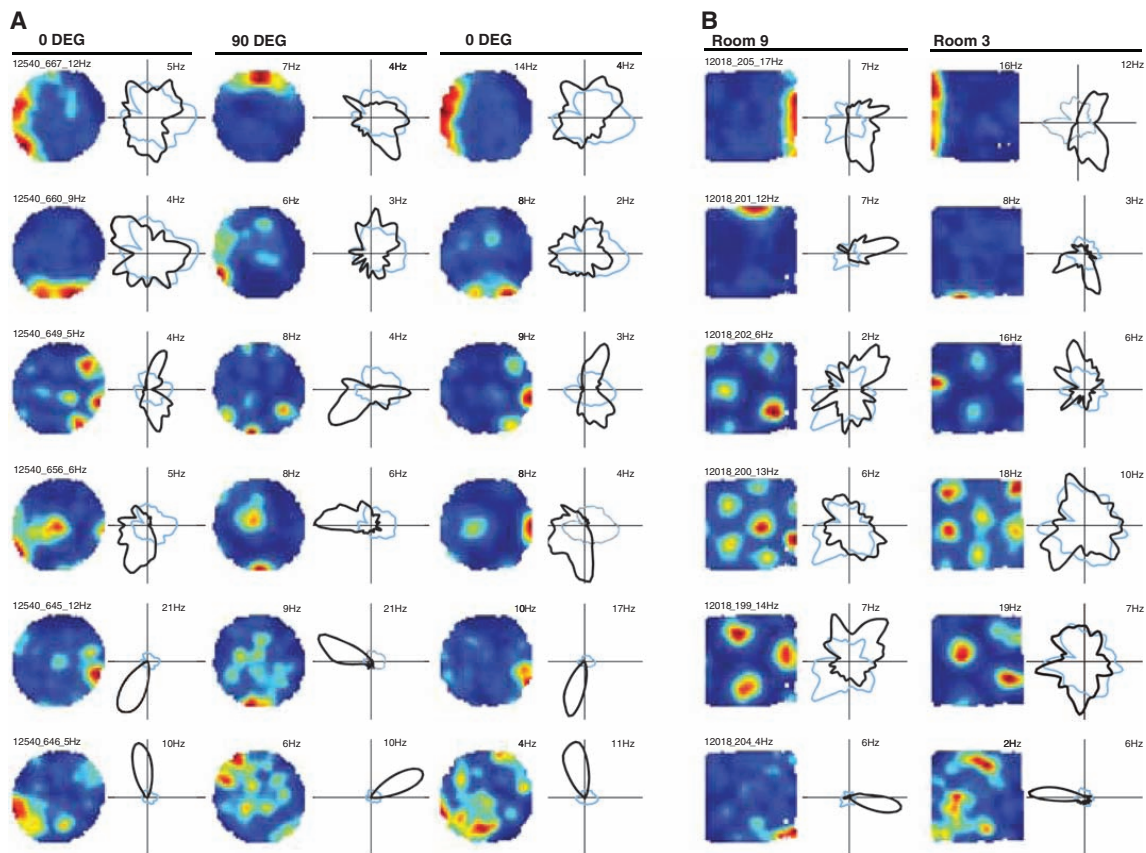 A
B
0 DEG
90 DEG
0 DEG
Room 9
Room 3
12540_667_12Hz
5Hz
7Hz
4Hz
14Hz
4Hz
12018_205_17Hz
7Hz
16Hz
12Hz
12540_660_9Hz
4Hz
6Hz
3Hz
8Hz
2Hz
12018_201_12Hz
7Hz
8Hz
3Hz
12540_649_5Hz
4Hz
8Hz
4Hz
9Hz
3Hz
12018_202_6Hz
2Hz
16Hz
6Hz
12540_656_6Hz
5Hz
8Hz
6Hz
8Hz
4Hz
12018_200_13Hz
6Hz
18Hz
10Hz
12540_645_12Hz
21Hz
9Hz
21Hz
10Hz
17Hz
12018_199_14Hz
7Hz
19Hz
7Hz
12540_646_5Hz
10Hz
6Hz
10Hz
4Hz
11Hz
12018_204_4Hz
6Hz
2Hz
6Hz